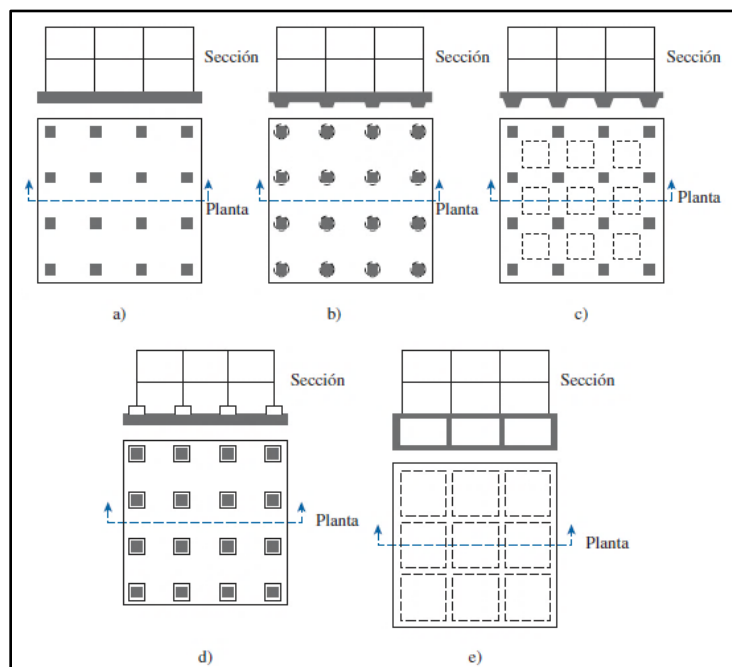 Sección
Sección
Sección
Planta
Planta
Planta
a)
b)
c)
Sección
Sección
Planta
Planta
d)
e)